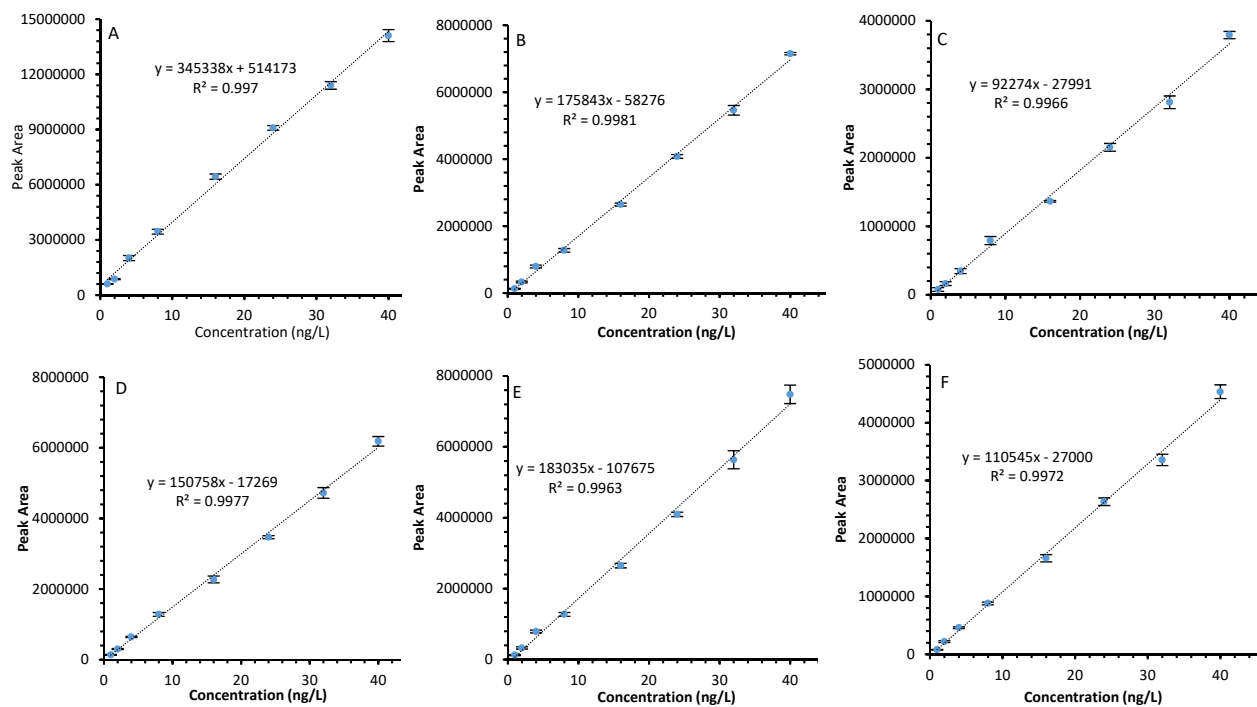 A
y = 345338x + 514173
R² = 0.997
Peak Area
15000000
12000000
9000000
6000000
3000000
0
0 10 20 30 40
Concentration (ng/L)
B
y = 175843x - 58276
R² = 0.9981
Peak Area
8000000
6000000
4000000
2000000
0
0 10 20 30 40
Concentration (ng/L)
C
y = 92274x - 27991
R² = 0.9966
Peak Area
4000000
3000000
2000000
1000000
0
0 10 20 30 40
Concentration (ng/L)
D
y = 150758x - 17269
R² = 0.9977
Peak Area
8000000
6000000
4000000
2000000
0
0 10 20 30 40
Concentration (ng/L)
E
y = 183035x - 107675
R² = 0.9963
Peak Area
8000000
6000000
4000000
2000000
0
0 10 20 30 40
Concentration (ng/L)
F
y = 110545x - 27000
R² = 0.9972
Peak Area
5000000
4000000
3000000
2000000
1000000
0
0 10 20 30 40
Concentration (ng/L)